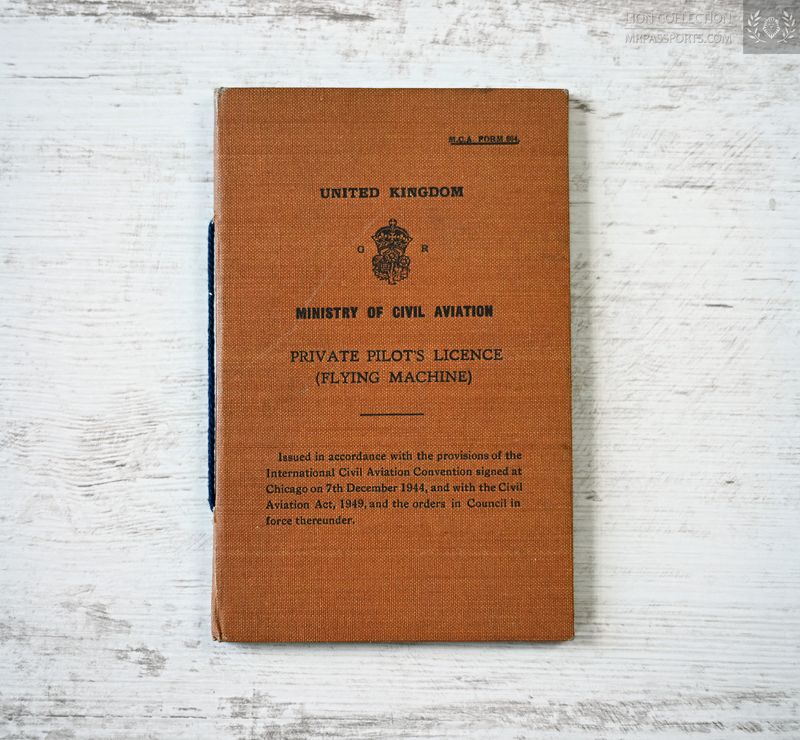 LION COLLECTION
MRPASSPORTS.COM
M.C.A. FORM 604.
UNITED KINGDOM
G R
MINISTRY OF CIVIL AVIATION
PRIVATE PILOT'S LICENCE
(FLYING MACHINE)
Issued in accordance with the provisions of the
International Civil Aviation Convention signed at
Chicago on 7th December 1944, and with the Civil
Aviation Act, 1949, and the orders in Council in
force thereunder.